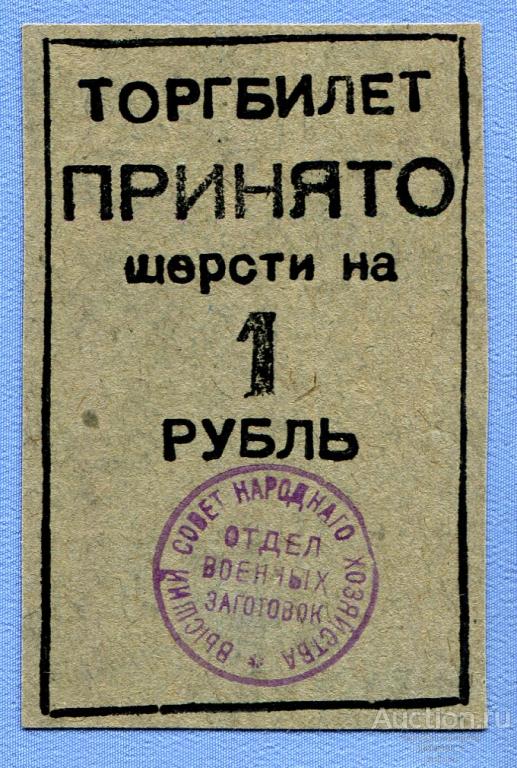 ТОРГБИЛЕТ
ПРИНЯТО
шерсти на
1
РУБЛЬ
ВЫСШИЙ СОВЕТ НАРОДНАГО ХОЗЯЙСТВА *
ОТДЕЛ
ВОЕННЫХ
ЗАГОТОВОК
Auction.ru